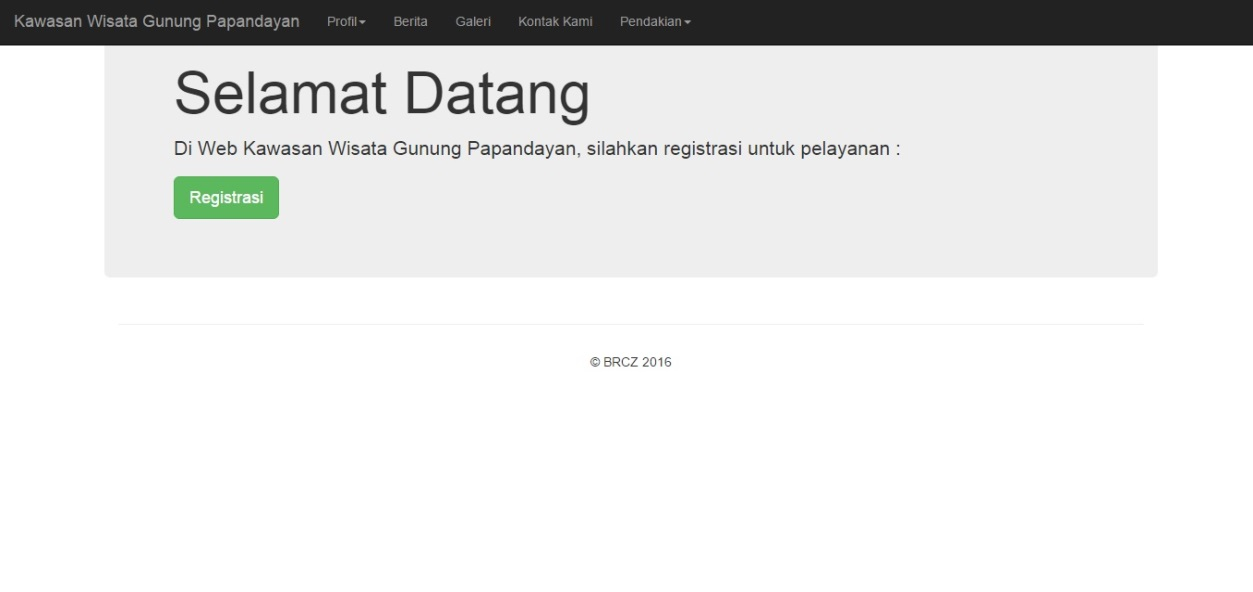 Kawasan Wisata Gunung Papandayan Profil Berita Galeri Kontak Kami Pendakian
Selamat Datang
Di Web Kawasan Wisata Gunung Papandayan, silahkan registrasi untuk pelayanan :
Registrasi
© BRCZ 2016